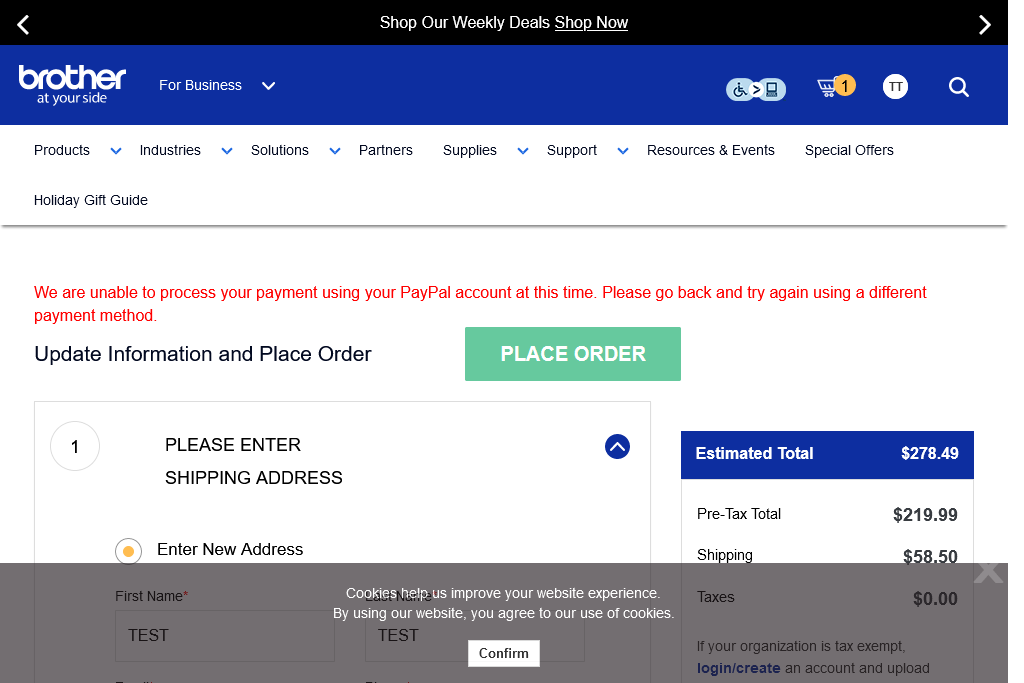 Shop Our Weekly Deals Shop Now
brother
at your side
For Business
1
TT
Products
Industries
Solutions
Partners
Supplies
Support
Resources & Events
Special Offers
Holiday Gift Guide
We are unable to process your payment using your PayPal account at this time. Please go back and try again using a different
payment method.
Update Information and Place Order
PLACE ORDER
1
PLEASE ENTER
SHIPPING ADDRESS
Enter New Address
First Name*
Last Name*
TEST
TEST
Estimated Total $278.49
Pre-Tax Total $219.99
Shipping $58.50
Taxes $0.00
If your organization is tax exempt,
login/create an account and upload
Cookies help us improve your website experience.
By using our website, you agree to our use of cookies.
X
Confirm